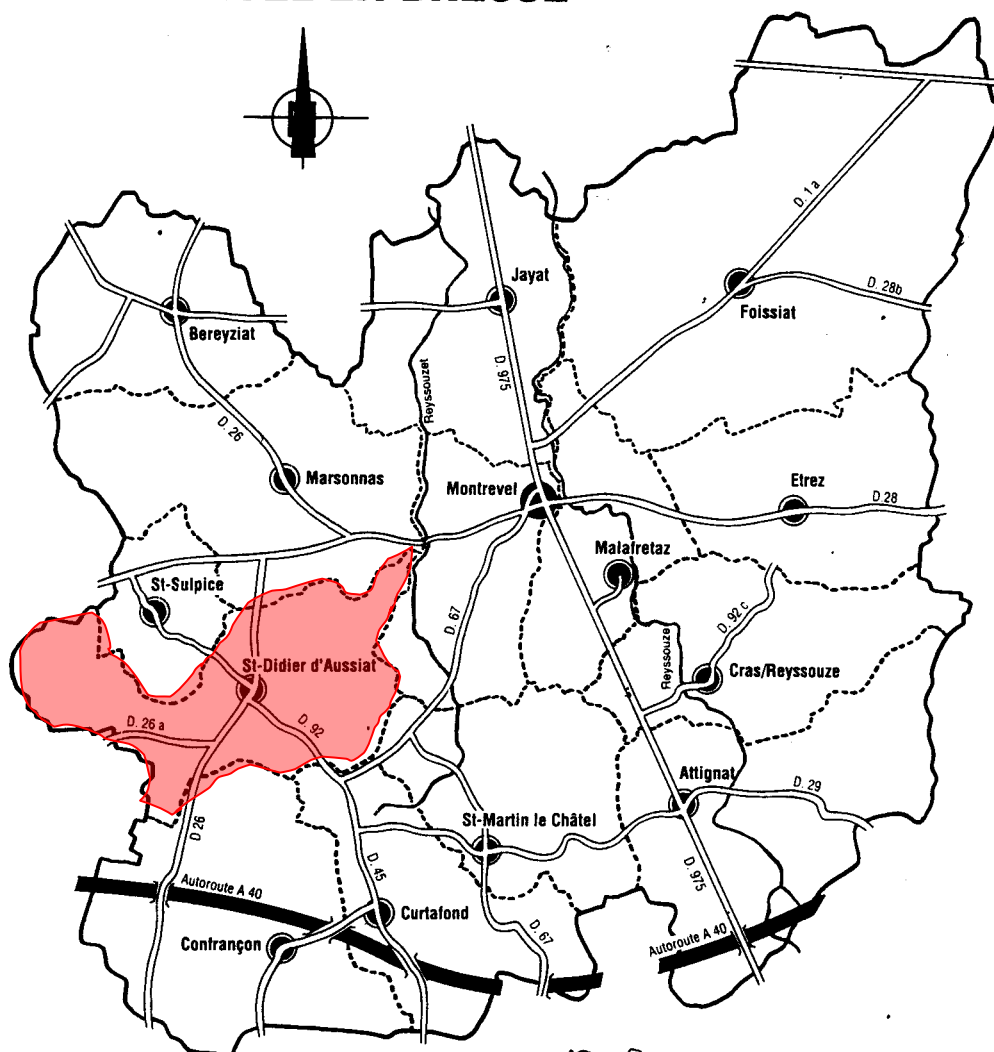 D. 1 a
Jayat
D. 28b
Foissiat
Bereyziat
D. 975
Reyssouzet
D. 26
Marsonnas
Montrevel
Etrez
D.28
Malafretaz
St-Sulpice
D. 67
D. 92 c
Reyssouze
St-Didier d'Aussiat
Cras/Reyssouze
D. 26 a
D. 92
Attignat
D. 29
St-Martin le Châtel
D 26
D. 45
D. 975
Autoroute A 40
Curtafond
Confrançon
D. 67
Autoroute A 40